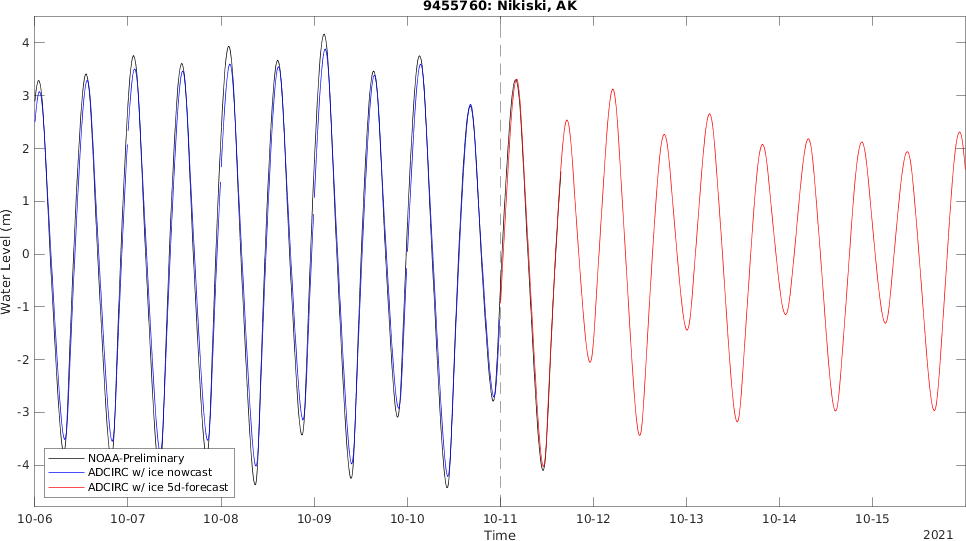 9455760: Nikiski, AK
4
3
2
1
0
-1
-2
-3
-4
Water Level (m)
NOAA-Preliminary
ADCIRC w/ ice nowcast
ADCIRC w/ ice 5d-forecast
10-06 10-07 10-08 10-09 10-10 10-11 10-12 10-13 10-14 10-15
Time
2021